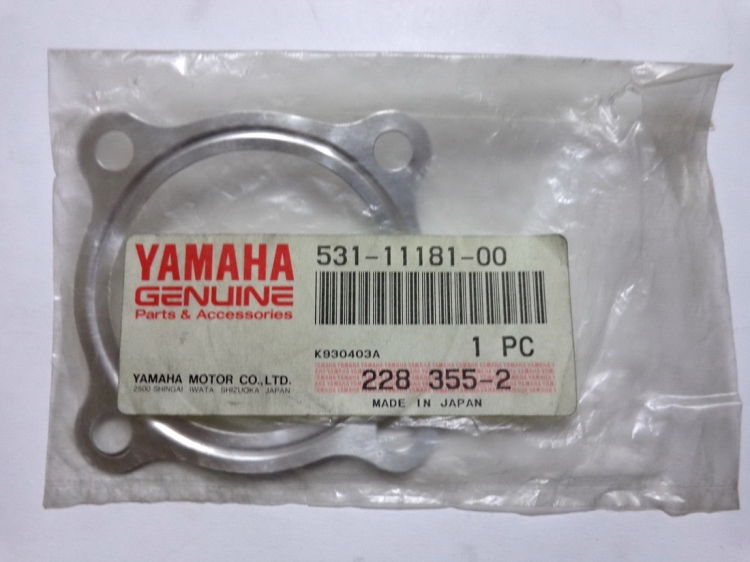 YAMAHA
GENUINE
Parts & Accessories
YAMAHA MOTOR CO.,LTD.
2500 SHINGAI IWATA SHIZUOKA JAPAN
531-11181-00
K930403A
1 PC
228 355-2
MADE IN JAPAN